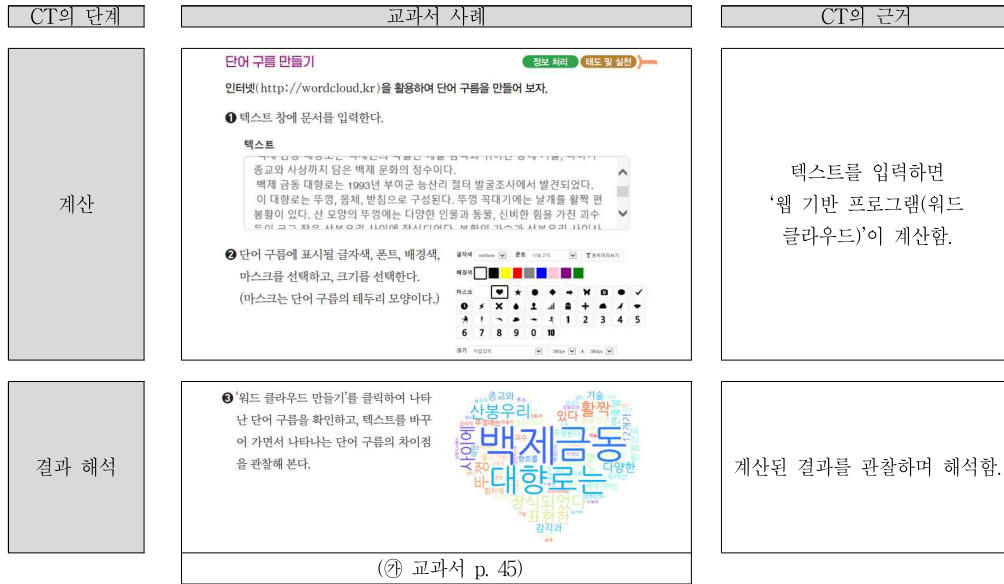 CT의 단계
교과서 사례
CT의 근거
계산
단어 구름 만들기
정보 처리
태도 및 실천
인터넷(http://wordcloud.kr)을 활용하여 단어 구름을 만들어 보자.
❶ 텍스트 창에 문서를 입력한다.
텍스트
종교와 사상까지 담은 백제 문화의 정수이다.
백제 금동 대향로는 1993년 부여군 능산리 절터 발굴조사에서 발견되었다.
이 대향로는 뚜껑, 몸체, 받침으로 구성된다. 뚜껑 꼭대기에는 날개를 활짝 편
봉황이 있다. 산 모양의 뚜껑에는 다양한 인물과 동물, 신비한 힘을 가진 괴수
❷ 단어 구름에 표시될 글자색, 폰트, 배경색,
마스크를 선택하고, 크기를 선택한다.
(마스크는 단어 구름의 테두리 모양이다.)
글자색 폰트
배경색
마스크
1 2 3 4 5
6 7 8 9 0 10
크기
텍스트를 입력하면
‘웹 기반 프로그램(워드
클라우드)’이 계산함.
결과 해석
❸ ‘워드 클라우드 만들기’를 클릭하여 나타
난 단어 구름을 확인하고, 텍스트를 바꾸
어 가면서 나타나는 단어 구름의 차이점
을 관찰해 본다.
종교와
기술
산봉우리
있다
활짝
사이에
백제금동
대향로는
다양한
12개가
장식되었다
표현한
감각과
계산된 결과를 관찰하며 해석함.
(㉮ 교과서 p. 45)